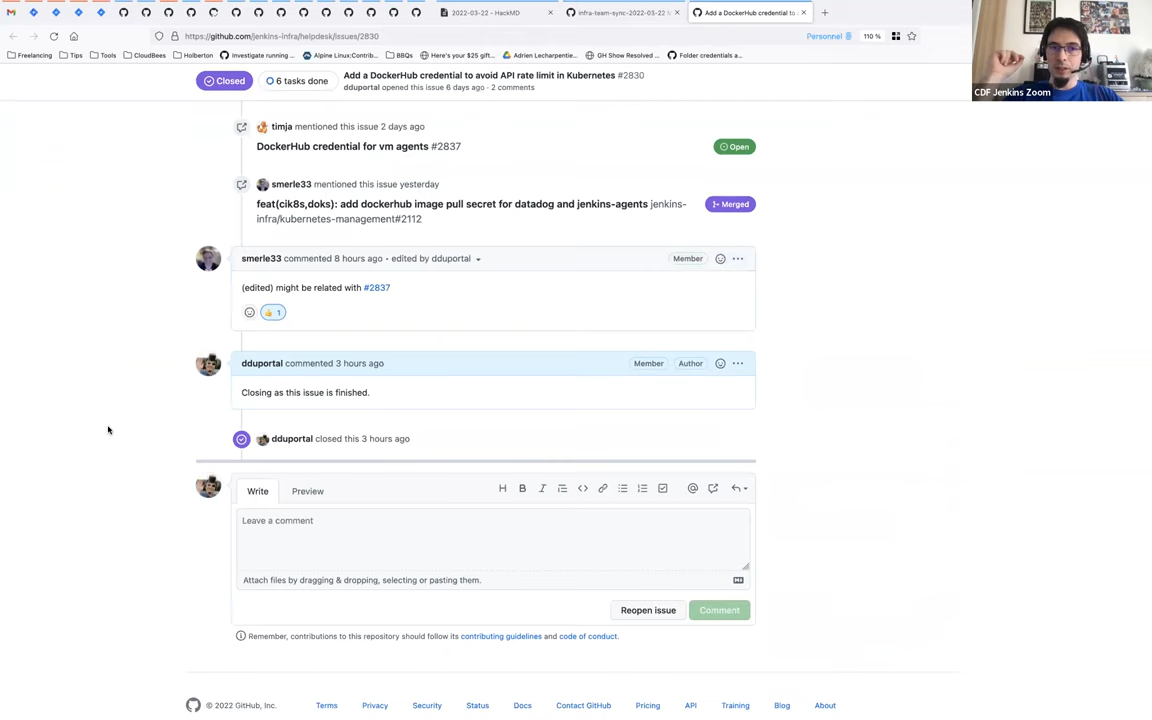 2022-03-22 - HackMD
infra-team-sync-2022-03-22
Add a DockerHub credential to
https://github.com/jenkins-infra/helpdesk/issues/2830
Personnel
110 %
Freelancing
Tips
Tools
CloudBees
Holberton
Investigate running ...
Alpine Linux:Contrib...
BBQs
Here's your $25 gift...
Adrien Lecharpentie...
GH Show Resolved ...
Folder credentials a...
CDF Jenkins Zoom
Closed
6 tasks done
Add a DockerHub credential to avoid API rate limit in Kubernetes #2830
dduportal opened this issue 6 days ago · 2 comments
timja mentioned this issue 2 days ago
DockerHub credential for vm agents #2837
Open
smerle33 mentioned this issue yesterday
feat(cik8s,doks): add dockerhub image pull secret for datadog and jenkins-agents jenkins-
infra/kubernetes-management#2112
Merged
smerle33 commented 8 hours ago • edited by dduportal
Member
(edited) might be related with #2837
1
dduportal commented 3 hours ago
Member
Author
Closing as this issue is finished.
dduportal closed this 3 hours ago
Write
Preview
Leave a comment
Attach files by dragging & dropping, selecting or pasting them.
Reopen issue
Comment
Remember, contributions to this repository should follow its contributing guidelines and code of conduct.
© 2022 GitHub, Inc.
Terms
Privacy
Security
Status
Docs
Contact GitHub
Pricing
API
Training
Blog
About